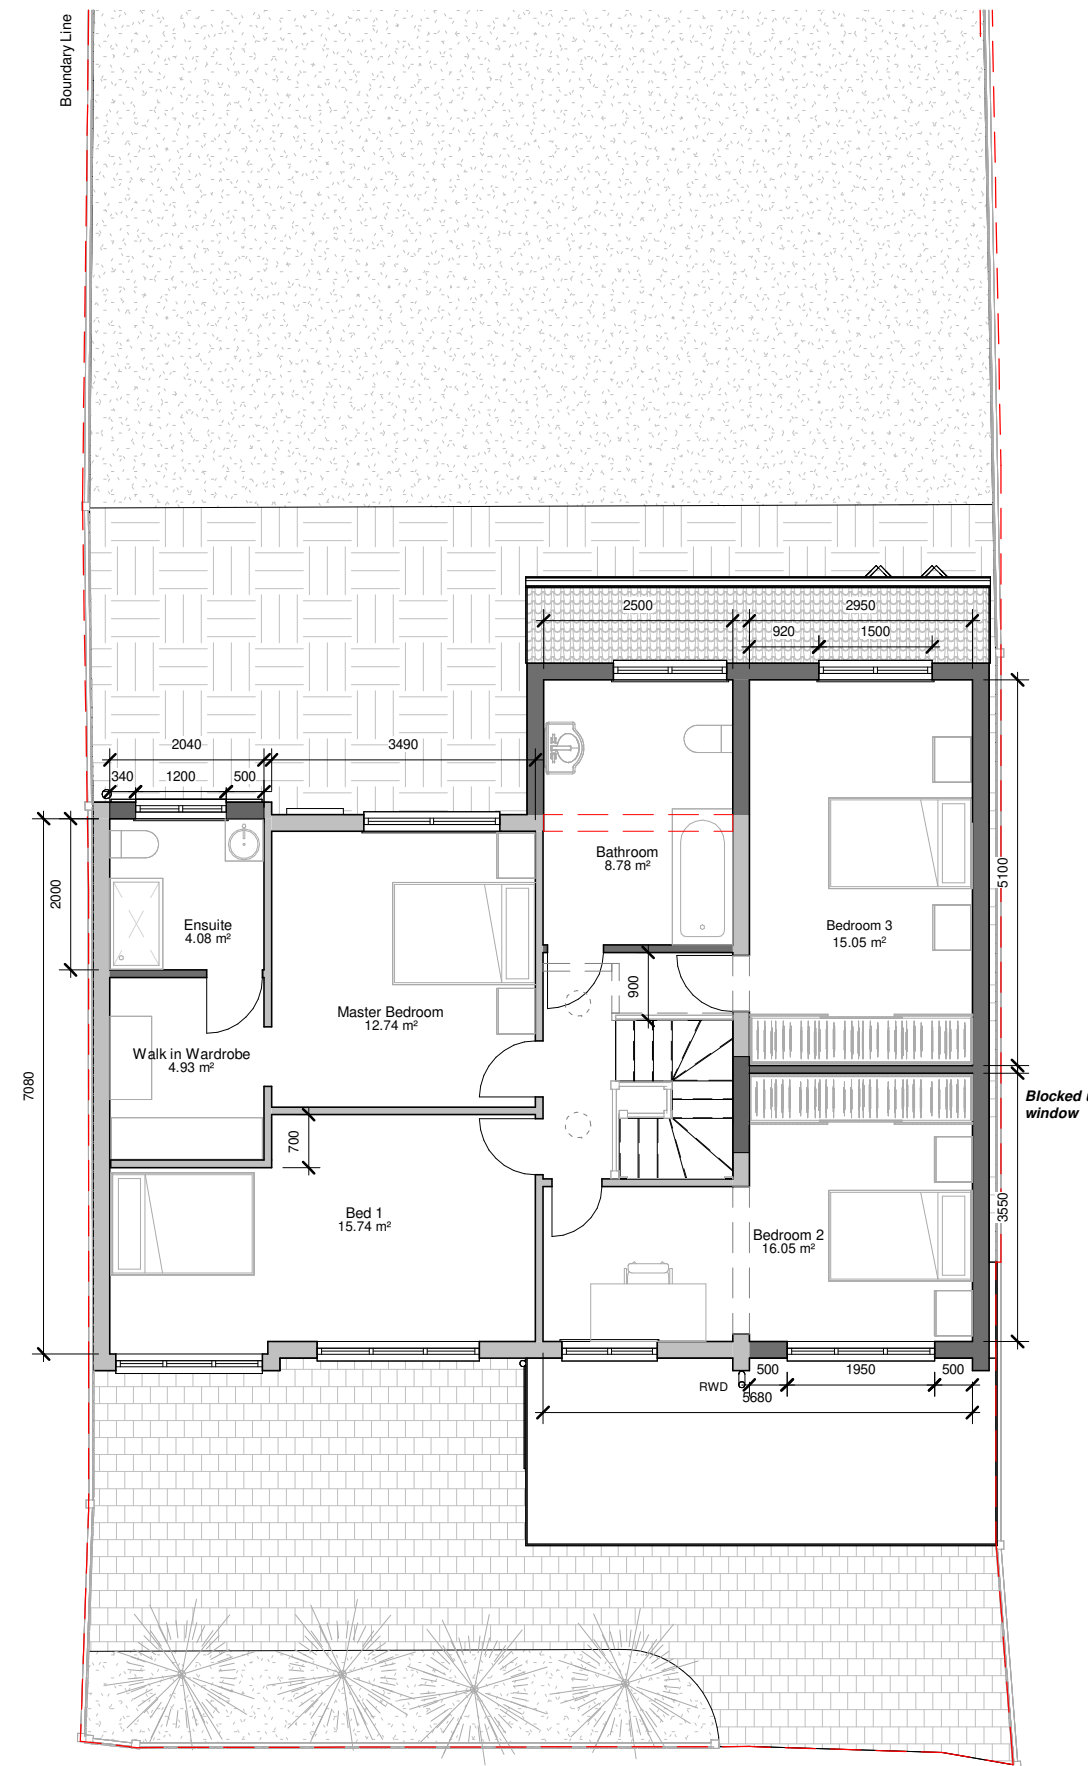 Boundary Line
2500
2950
920
1500
2040
3490
340
1200
500
Bathroom
8.78 m²
2000
5100
Ensuite
4.08 m²
Bedroom 3
15.05 m²
900
Master Bedroom
12.74 m²
Walk in Wardrobe
4.93 m²
7080
Blocked
window
700
Bed 1
15.74 m²
3550
Bedroom 2
16.05 m²
500
1950
500
RWD
5680